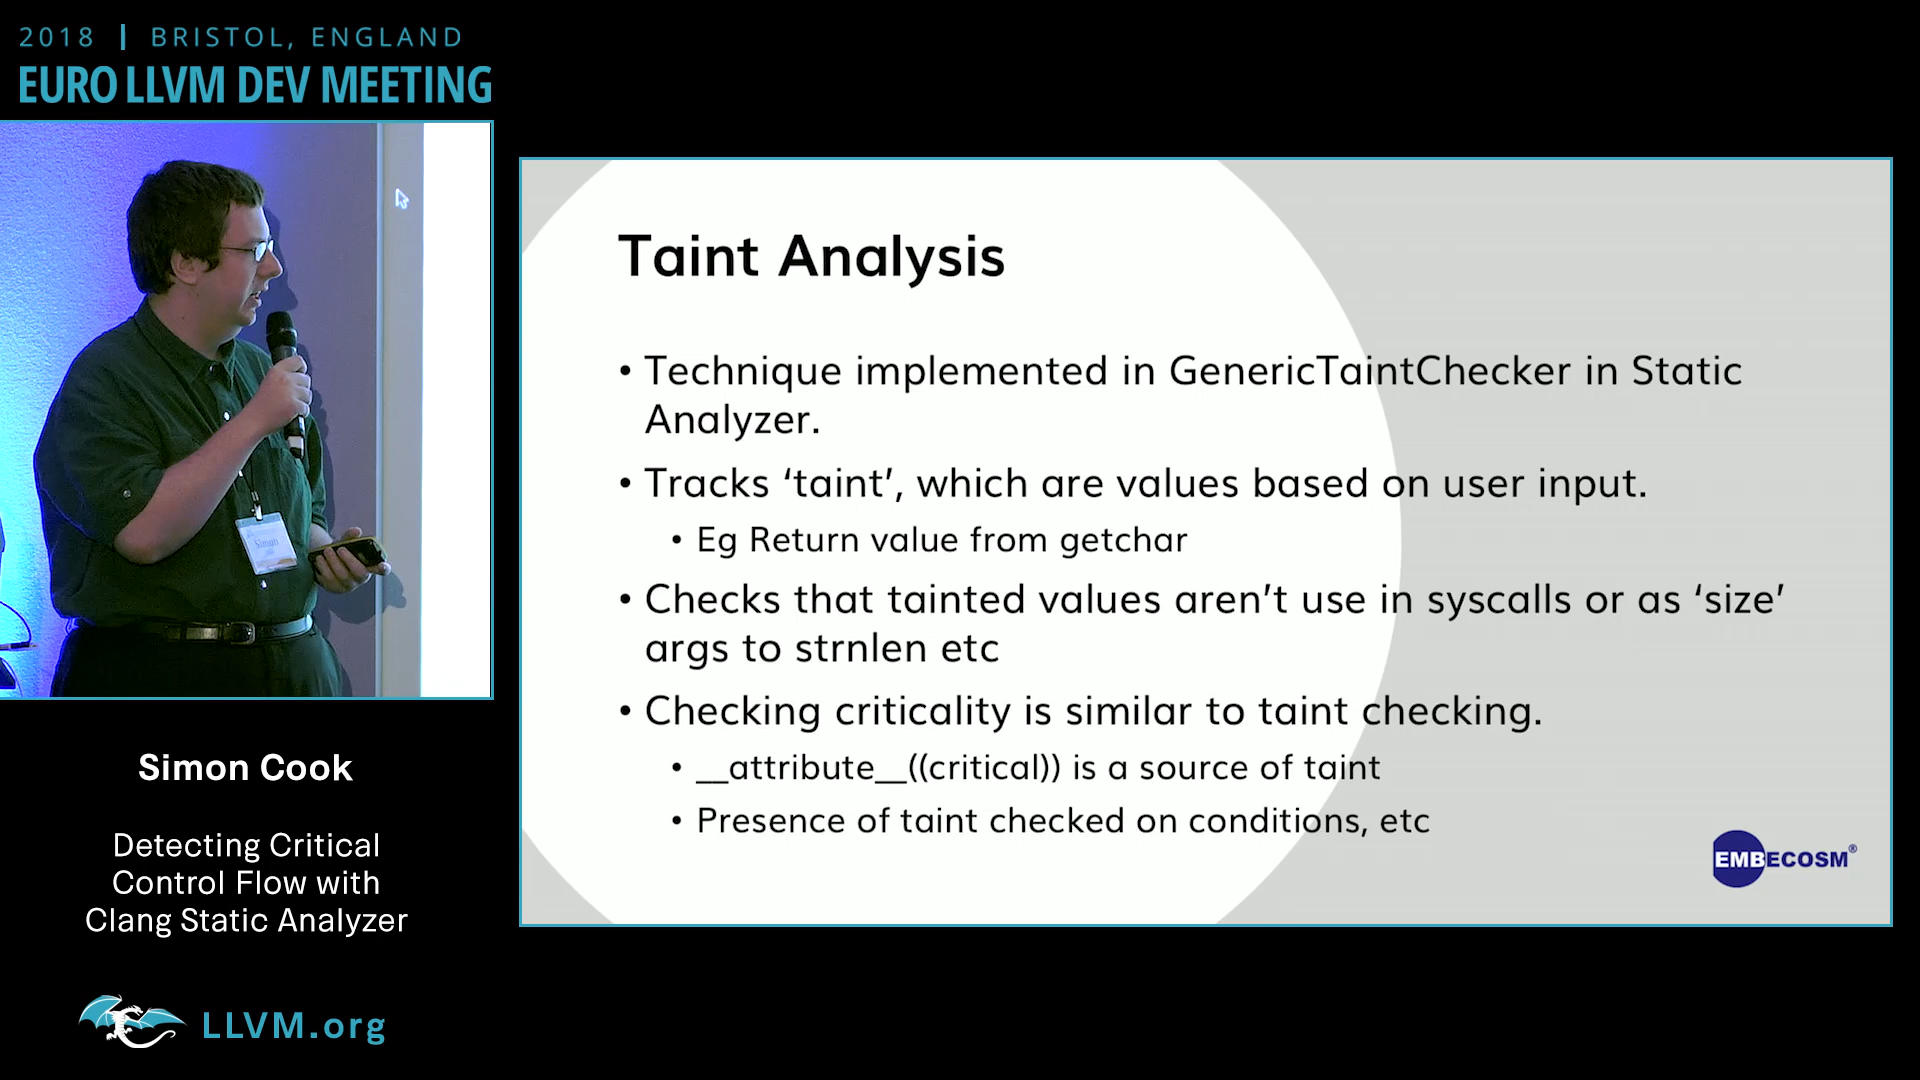 2018 | BRISTOL, ENGLAND
EURO LLVM DEV MEETING
Simon
Simon Cook
Detecting Critical
Control Flow with
Clang Static Analyzer
LLVM.org
Taint Analysis
• Technique implemented in GenericTaintChecker in Static
Analyzer.
• Tracks ‘taint’, which are values based on user input.
• Eg Return value from getchar
• Checks that tainted values aren’t use in syscalls or as ‘size’
args to strnlen etc
• Checking criticality is similar to taint checking.
• __attribute__((critical)) is a source of taint
• Presence of taint checked on conditions, etc
EMBECOSM®